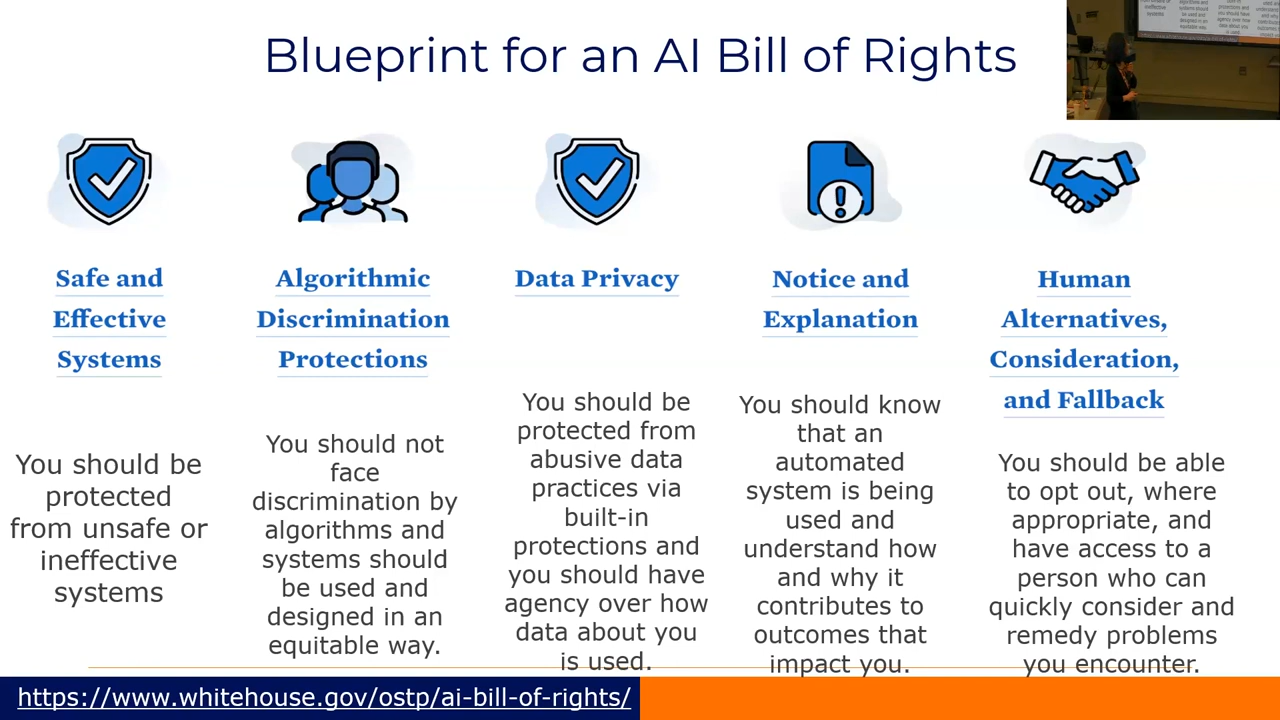 Blueprint for an AI Bill of Rights
Safe and
Effective
Systems
You should be
protected
from unsafe or
ineffective
systems
Algorithmic
Discrimination
Protections
You should not
face
discrimination by
algorithms and
systems should
be used and
designed in an
equitable way.
Data Privacy
You should be
protected from
abusive data
practices via
built-in
protections and
you should have
agency over how
data about you
is used.
Notice and
Explanation
You should know
that an
automated
system is being
used and
understand how
and why it
contributes to
outcomes that
impact you.
Human
Alternatives,
Consideration,
and Fallback
You should be able
to opt out, where
appropriate, and
have access to a
person who can
quickly consider and
remedy problems
you encounter.
https://www.whitehouse.gov/ostp/ai-bill-of-rights/